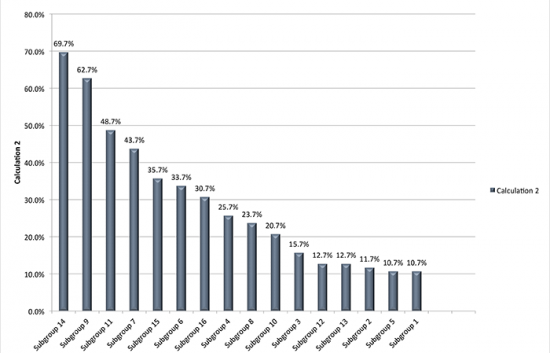 80.0%
70.0%
60.0%
50.0%
40.0%
30.0%
20.0%
10.0%
0.0%
Calculation 2
69.7%
62.7%
48.7%
43.7%
35.7%
33.7%
30.7%
25.7%
23.7%
20.7%
15.7%
12.7%
12.7%
11.7%
10.7%
10.7%
Subgroup 14
Subgroup 9
Subgroup 11
Subgroup 7
Subgroup 15
Subgroup 6
Subgroup 16
Subgroup 4
Subgroup 8
Subgroup 10
Subgroup 3
Subgroup 12
Subgroup 13
Subgroup 2
Subgroup 5
Subgroup 1
Calculation 2